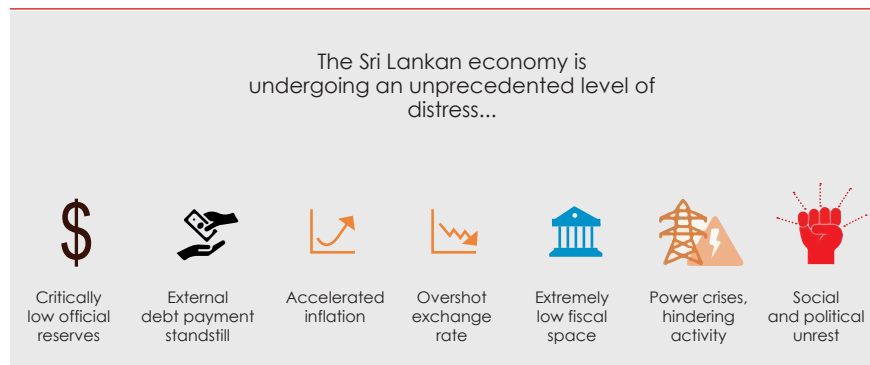 The Sri Lankan economy is
undergoing an unprecedented level of
distress...
$
Critically
low official
reserves
External
debt payment
standstill
Accelerated
inflation
Overshot
exchange
rate
Extremely
low fiscal
space
Power crises,
hindering
activity
Social
and political
unrest